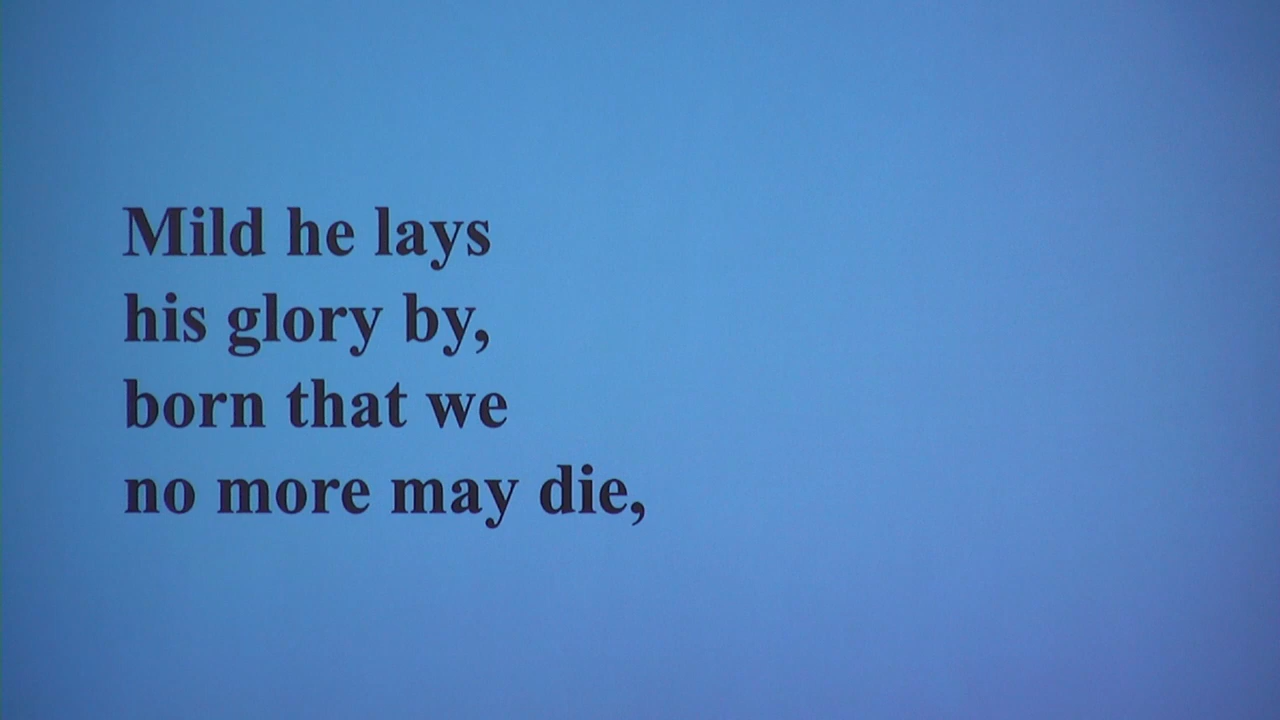 Mild he lays
his glory by,
born that we
no more may die,